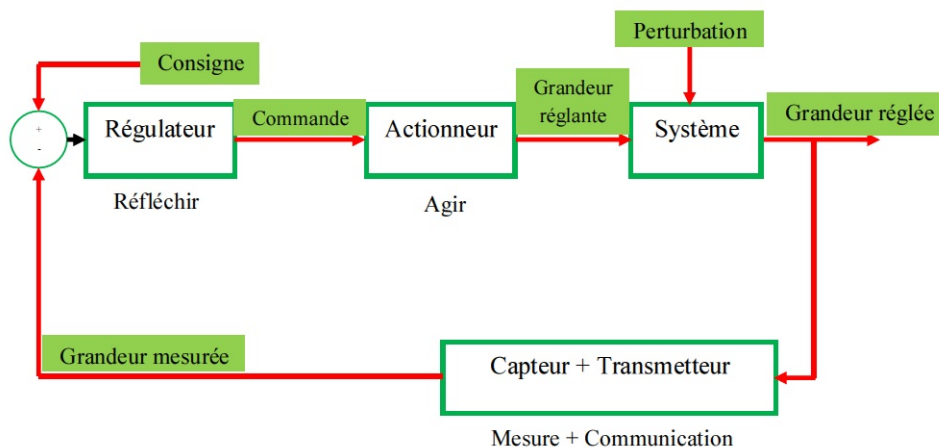 Perturbation
Consigne
Grandeur
réglante
Grandeur réglée
+
-
Régulateur
Commande
Actionneur
Système
Réfléchir
Agir
Grandeur mesurée
Capteur + Transmetteur
Mesure + Communication